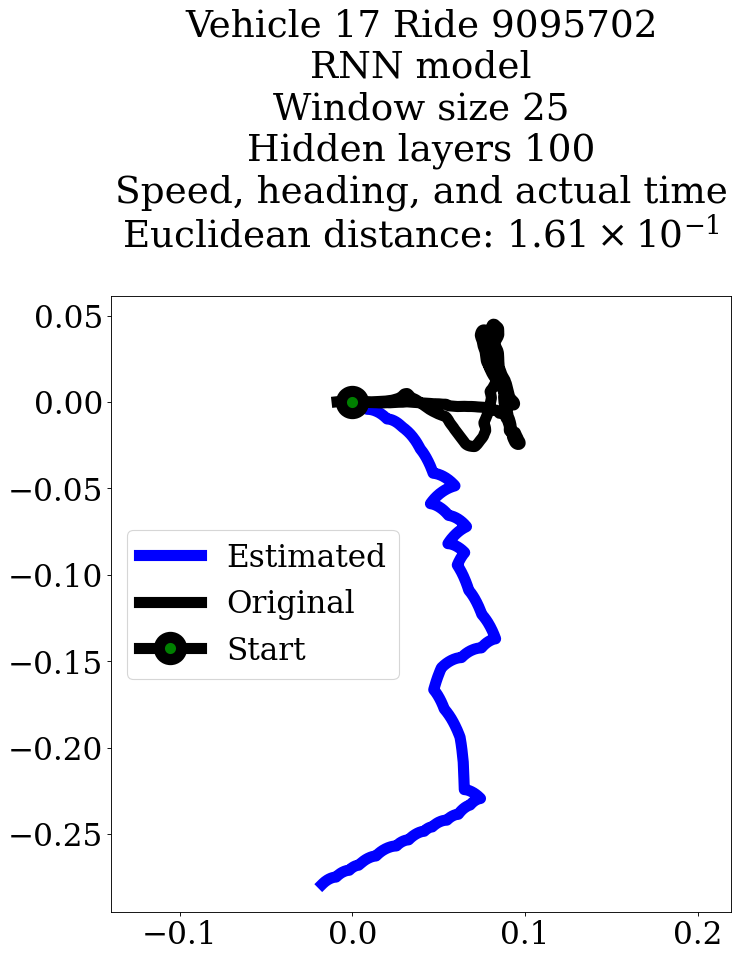 Vehicle 17 Ride 9095702
RNN model
Window size 25
Hidden layers 100
Speed, heading, and actual time
Euclidean distance: 1.61 × 10⁻¹
0.05
0.00
−0.05
−0.10
−0.15
−0.20
−0.25
Estimated
Original
Start
−0.1
0.0
0.1
0.2